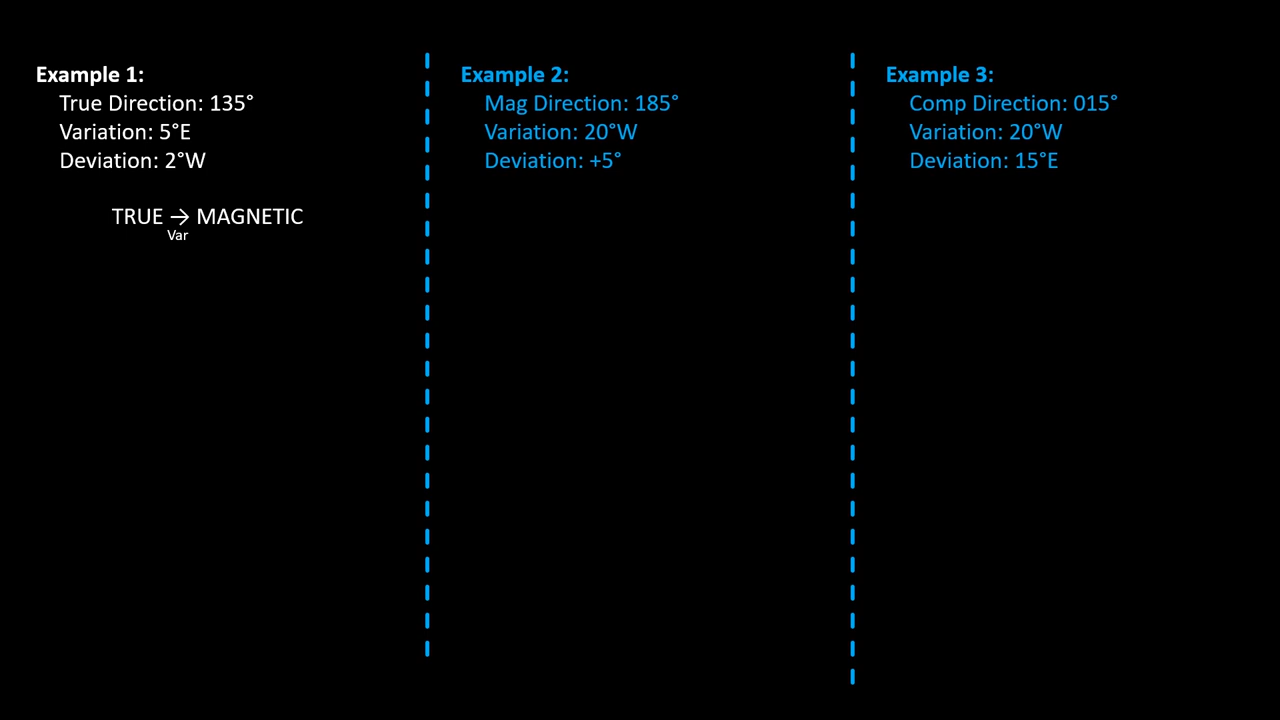 Example 1:
True Direction: 135°
Variation: 5°E
Deviation: 2°W
TRUE → MAGNETIC
Var
Example 2:
Mag Direction: 185°
Variation: 20°W
Deviation: +5°
Example 3:
Comp Direction: 015°
Variation: 20°W
Deviation: 15°E